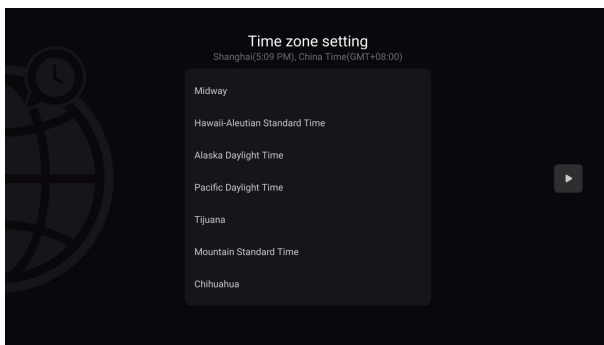 Time zone setting
Shanghai(5:09 PM), China Time(GMT+08:00)
Midway
Hawaii-Aleutian Standard Time
Alaska Daylight Time
Pacific Daylight Time
Tijuana
Mountain Standard Time
Chihuahua